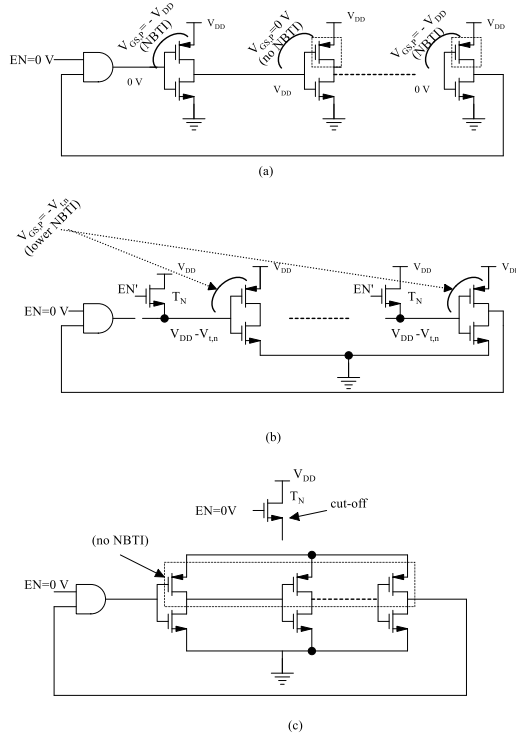 V_GS,P = - V_DD
(NBTI)
V_DD
V_GS,P=0 V
(no NBTI)
V_DD
V_GS,P= - V_DD
(NBTI)
V_DD
EN=0 V
0 V
V_DD
0 V
(a)
V_GS,P= -V_t,n
(lower NBTI)
V_DD
V_DD
V_DD
V_DD
EN'
T_N
EN'
T_N
EN=0 V
V_DD -V_t,n
V_DD -V_t,n
(b)
V_DD
T_N
EN=0V
cut-off
(no NBTI)
EN=0 V
(c)